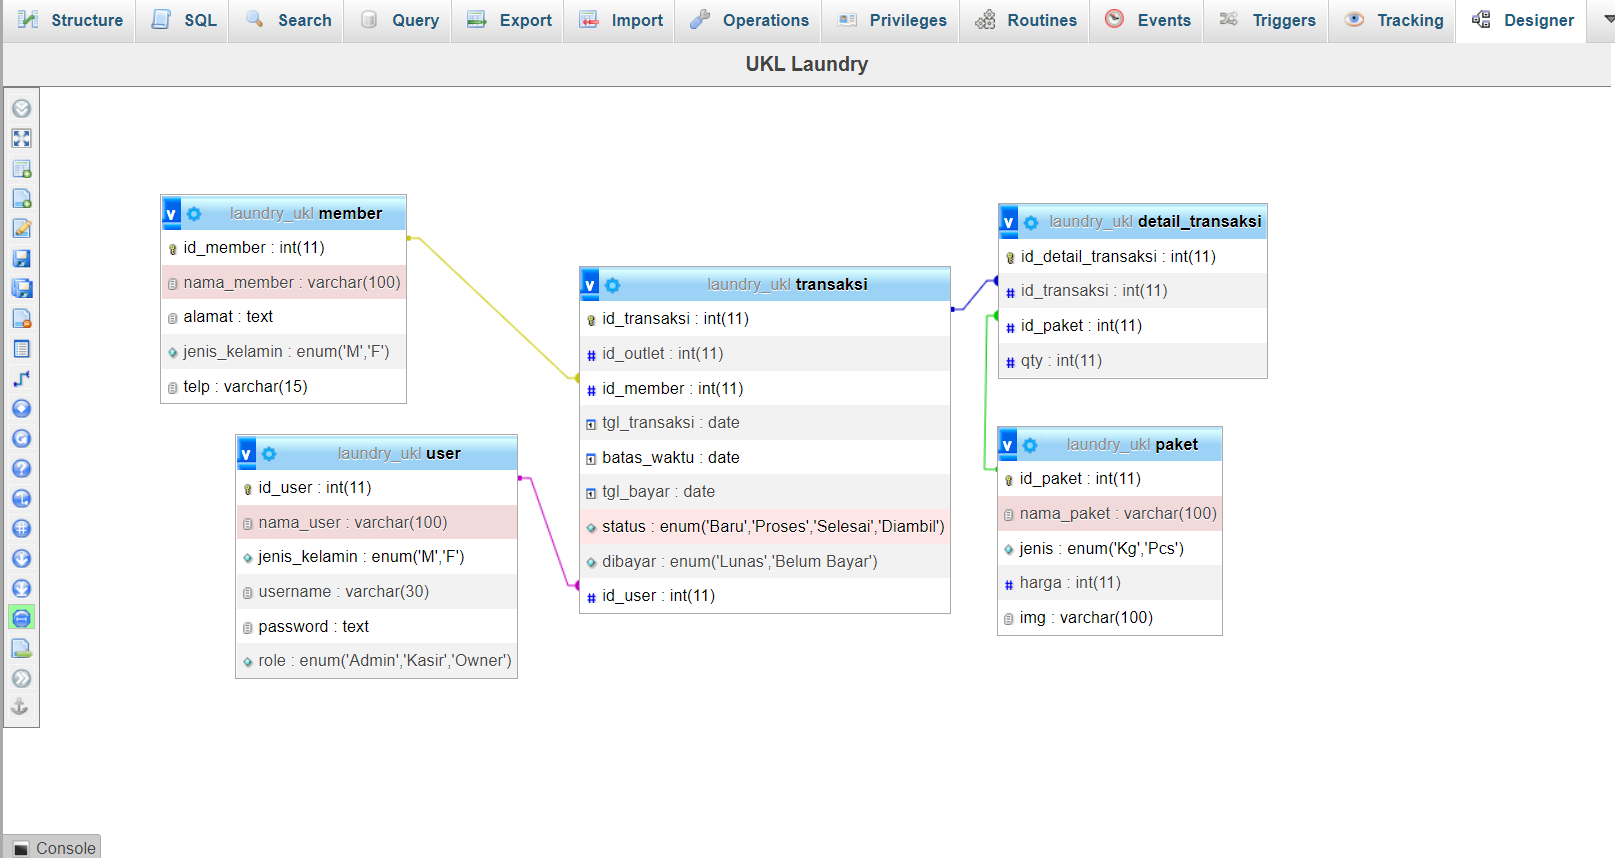 Structure SQL Search Query Export Import Operations Privileges Routines Events Triggers Tracking Designer
UKL Laundry
v laundry_ukl member
id_member : int(11)
nama_member : varchar(100)
alamat : text
jenis_kelamin : enum('M','F')
telp : varchar(15)
v laundry_ukl user
id_user : int(11)
nama_user : varchar(100)
jenis_kelamin : enum('M','F')
username : varchar(30)
password : text
role : enum('Admin','Kasir','Owner')
v laundry_ukl transaksi
id_transaksi : int(11)
# id_outlet : int(11)
# id_member : int(11)
tgl_transaksi : date
batas_waktu : date
tgl_bayar : date
status : enum('Baru','Proses','Selesai','Diambil')
dibayar : enum('Lunas','Belum Bayar')
# id_user : int(11)
v laundry_ukl detail_transaksi
id_detail_transaksi : int(11)
# id_transaksi : int(11)
# id_paket : int(11)
# qty : int(11)
v laundry_ukl paket
id_paket : int(11)
nama_paket : varchar(100)
jenis : enum('Kg','Pcs')
# harga : int(11)
img : varchar(100)
Console